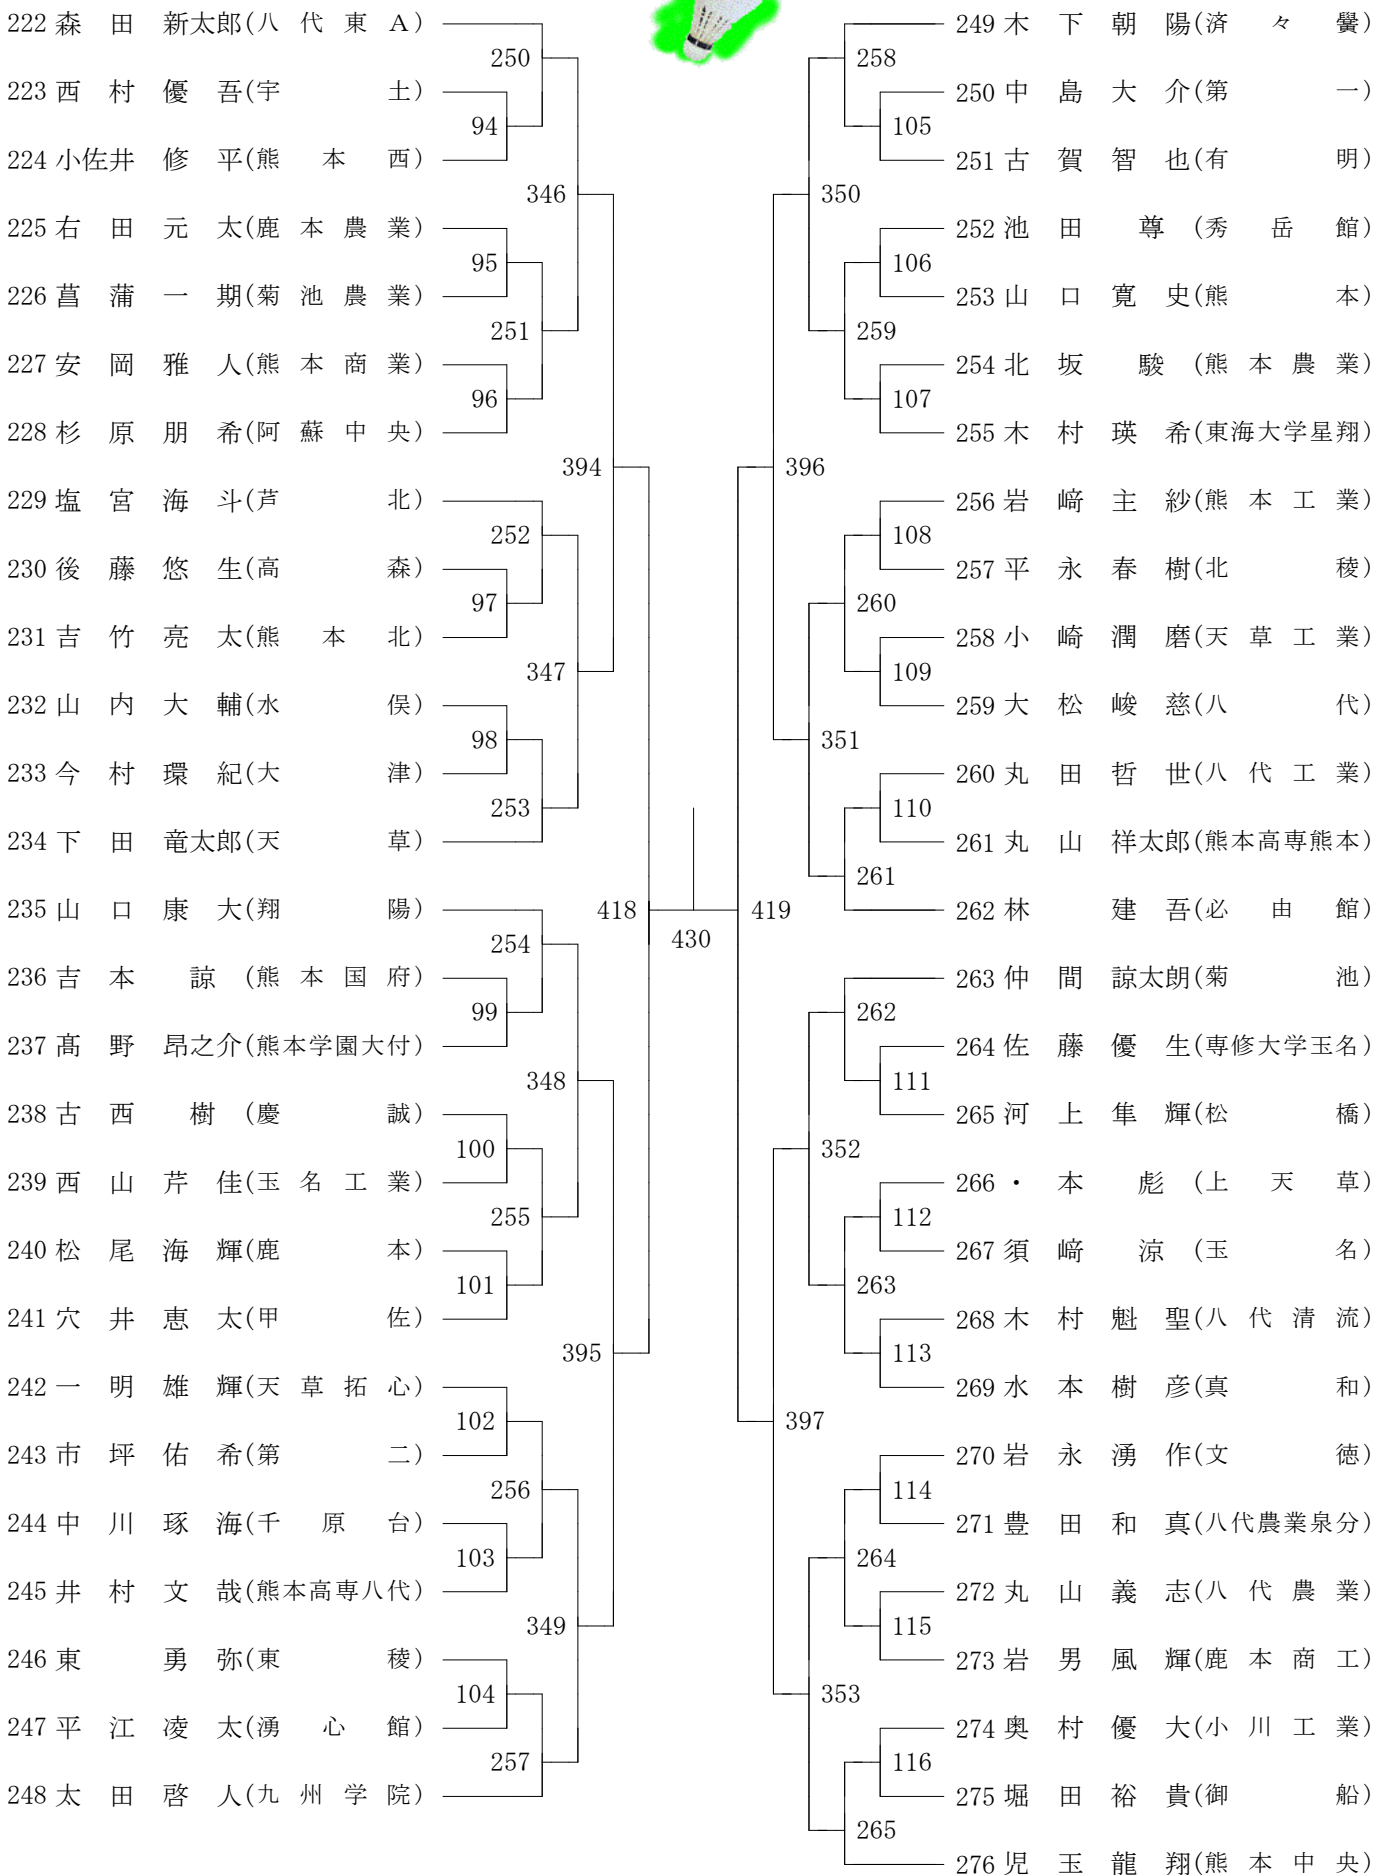 222 森田 新太郎(八代東A)
250
223 西村優吾(宇土)
94
224 小佐井修平(熊本西)
346
225 右田元太(鹿本農業)
95
226 菖蒲一期(菊池農業)
251
227 安岡雅人(熊本商業)
96
228 杉原朋希(阿蘇中央)
394
229 塩宮海斗(芦北)
252
230 後藤悠生(高森)
97
231 吉竹亮太(熊本北)
347
232 山内大輔(水俣)
98
233 今村環紀(大津)
253
234 下田竜太郎(天草)
235 山口康大(翔陽)
418
254
236 吉本諒(熊本国府)
99
237 髙野昂之介(熊本学園大付)
348
238 古西樹(慶誠)
100
239 西山芹佳(玉名工業)
255
240 松尾海輝(鹿本)
101
241 穴井恵太(甲佐)
395
242 一明雄輝(天草拓心)
102
243 市坪佑希(第二)
256
244 中川琢海(千原台)
103
245 井村文哉(熊本高専八代)
349
246 東勇弥(東稜)
104
247 平江凌太(湧心館)
257
248 太田啓人(九州学院)
430
249 木下朝陽(済々黌)
258
250 中島大介(第一)
105
251 古賀智也(有明)
350
252 池田尊(秀岳館)
106
253 山口寛史(熊本)
259
254 北坂駿(熊本農業)
107
255 木村瑛希(東海大学星翔)
396
256 岩﨑主紗(熊本工業)
108
257 平永春樹(北稜)
260
258 小崎潤磨(天草工業)
109
259 大松峻慈(八代)
351
260 丸田哲世(八代工業)
110
261 丸山祥太郎(熊本高専熊本)
261
262 林建吾(必由館)
419
263 仲間諒太朗(菊池)
262
264 佐藤優生(専修大学玉名)
111
265 河上隼輝(松橋)
352
266 ・本彪(上天草)
112
267 須﨑涼(玉名)
263
268 木村魁聖(八代清流)
113
269 水本樹彦(真和)
397
270 岩永湧作(文徳)
114
271 豊田和真(八代農業泉分)
264
272 丸山義志(八代農業)
115
273 岩男風輝(鹿本商工)
353
274 奥村優大(小川工業)
116
275 堀田裕貴(御船)
265
276 児玉龍翔(熊本中央)